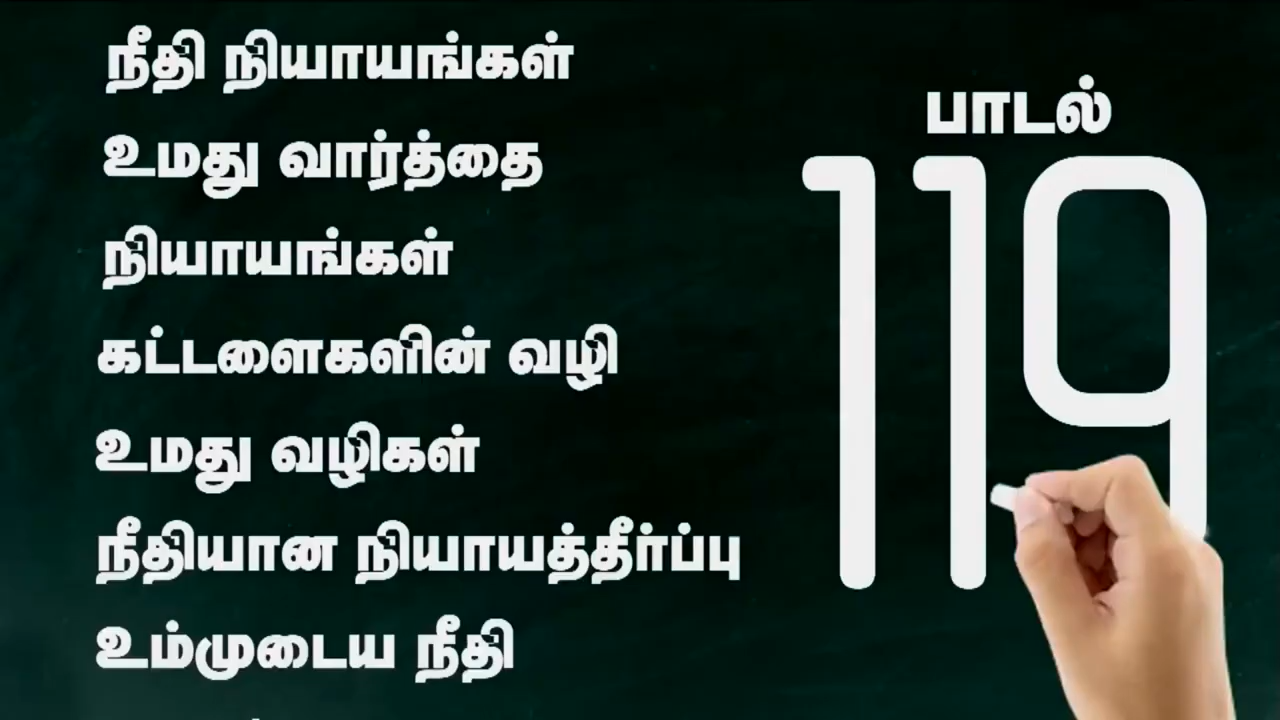 நீதி நியாயங்கள்
உமது வார்த்தை
நியாயங்கள்
கட்டளைகளின் வழி
உமது வழிகள்
நீதியான நியாயத்தீர்ப்பு
உம்முடைய நீதி
பாடல்
119